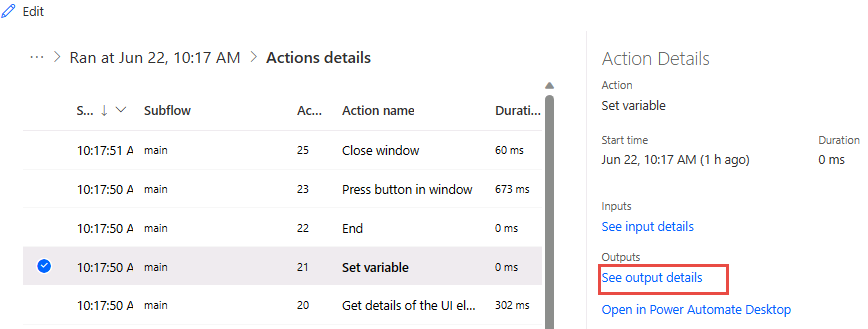 Edit
··· > Ran at Jun 22, 10:17 AM > Actions details
S... ↓ Subflow Ac... Action name Durati...
10:17:51 A main 25 Close window 60 ms
10:17:50 A main 23 Press button in window 673 ms
10:17:50 A main 22 End 0 ms
10:17:50 A main 21 Set variable 0 ms
10:17:50 A main 20 Get details of the UI el... 302 ms
Action Details
Action
Set variable
Start time Duration
Jun 22, 10:17 AM (1 h ago) 0 ms
Inputs
See input details
Outputs
See output details
Open in Power Automate Desktop